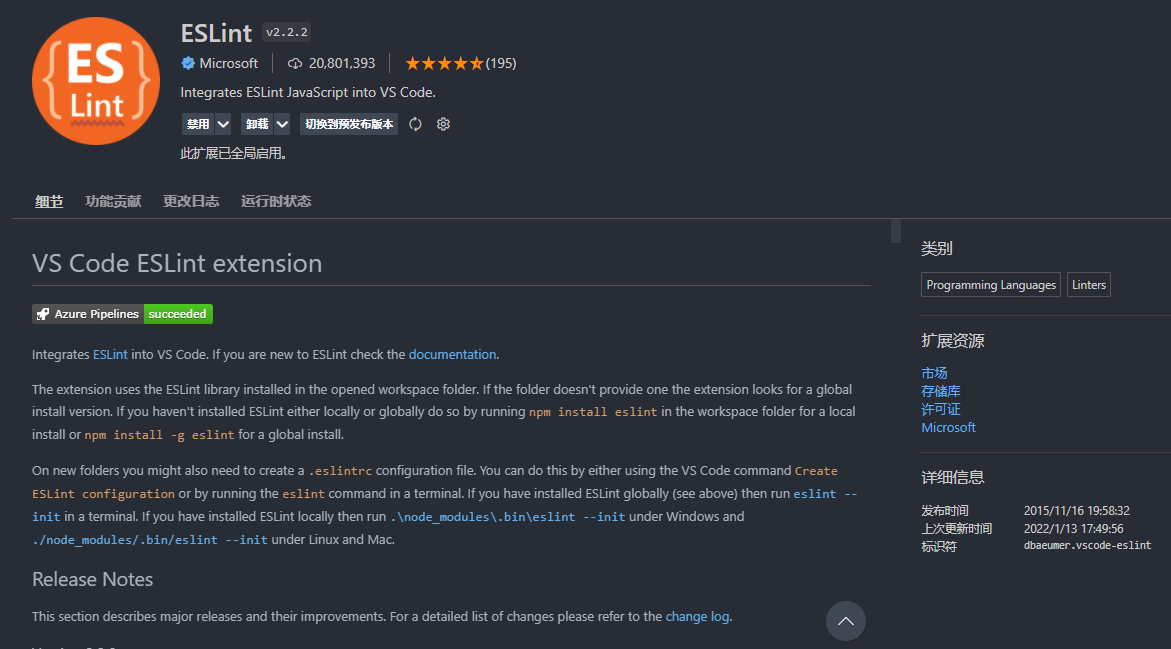 ES
Lint
ESLint v2.2.2
Microsoft 20,801,393 (195)
Integrates ESLint JavaScript into VS Code.
禁用 卸载 切换到预发布版本
此扩展已全局启用。
细节 功能贡献 更改日志 运行时状态
VS Code ESLint extension
Azure Pipelines succeeded
Integrates ESLint into VS Code. If you are new to ESLint check the documentation.
The extension uses the ESLint library installed in the opened workspace folder. If the folder doesn't provide one the extension looks for a global
install version. If you haven't installed ESLint either locally or globally do so by running npm install eslint in the workspace folder for a local
install or npm install -g eslint for a global install.
On new folders you might also need to create a .eslintrc configuration file. You can do this by either using the VS Code command Create
ESLint configuration or by running the eslint command in a terminal. If you have installed ESLint globally (see above) then run eslint --
init in a terminal. If you have installed ESLint locally then run .\node_modules\.bin\eslint --init under Windows and
./node_modules/.bin/eslint --init under Linux and Mac.
Release Notes
This section describes major releases and their improvements. For a detailed list of changes please refer to the change log.
类别
Programming Languages Linters
扩展资源
市场
存储库
许可证
Microsoft
详细信息
发布时间 2015/11/16 19:58:32
上次更新时间 2022/1/13 17:49:56
标识符 dbaeumer.vscode-eslint